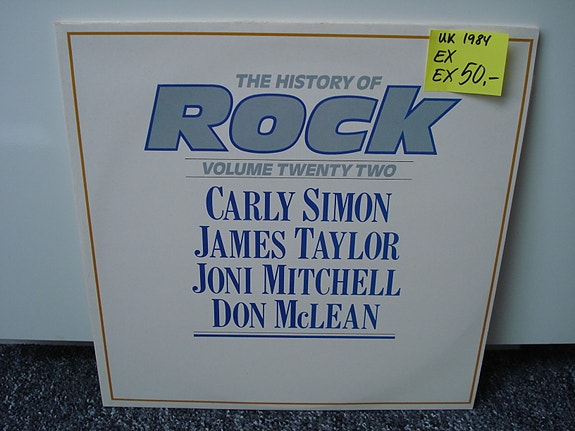 UK 1984
EX
EX 50,-
THE HISTORY OF
ROCK
VOLUME TWENTY TWO
CARLY SIMON
JAMES TAYLOR
JONI MITCHELL
DON McLEAN